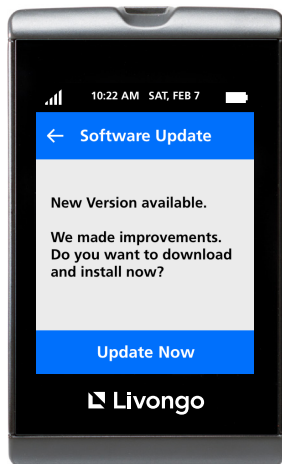 10:22 AM SAT, FEB 7
← Software Update
New Version available.
We made improvements.
Do you want to download
and install now?
Update Now
Livongo